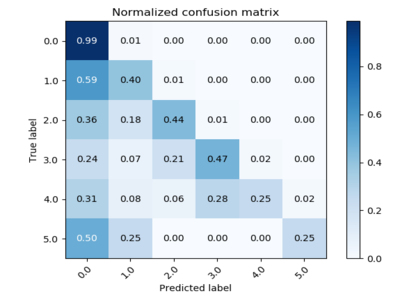 Normalized confusion matrix
0.0 0.99 0.01 0.00 0.00 0.00 0.00
1.0 0.59 0.40 0.01 0.00 0.00 0.00
2.0 0.36 0.18 0.44 0.01 0.00 0.00
3.0 0.24 0.07 0.21 0.47 0.02 0.00
4.0 0.31 0.08 0.06 0.28 0.25 0.02
5.0 0.50 0.25 0.00 0.00 0.00 0.25
0.0 1.0 2.0 3.0 4.0 5.0
True label
Predicted label
0.8
0.6
0.4
0.2
0.0